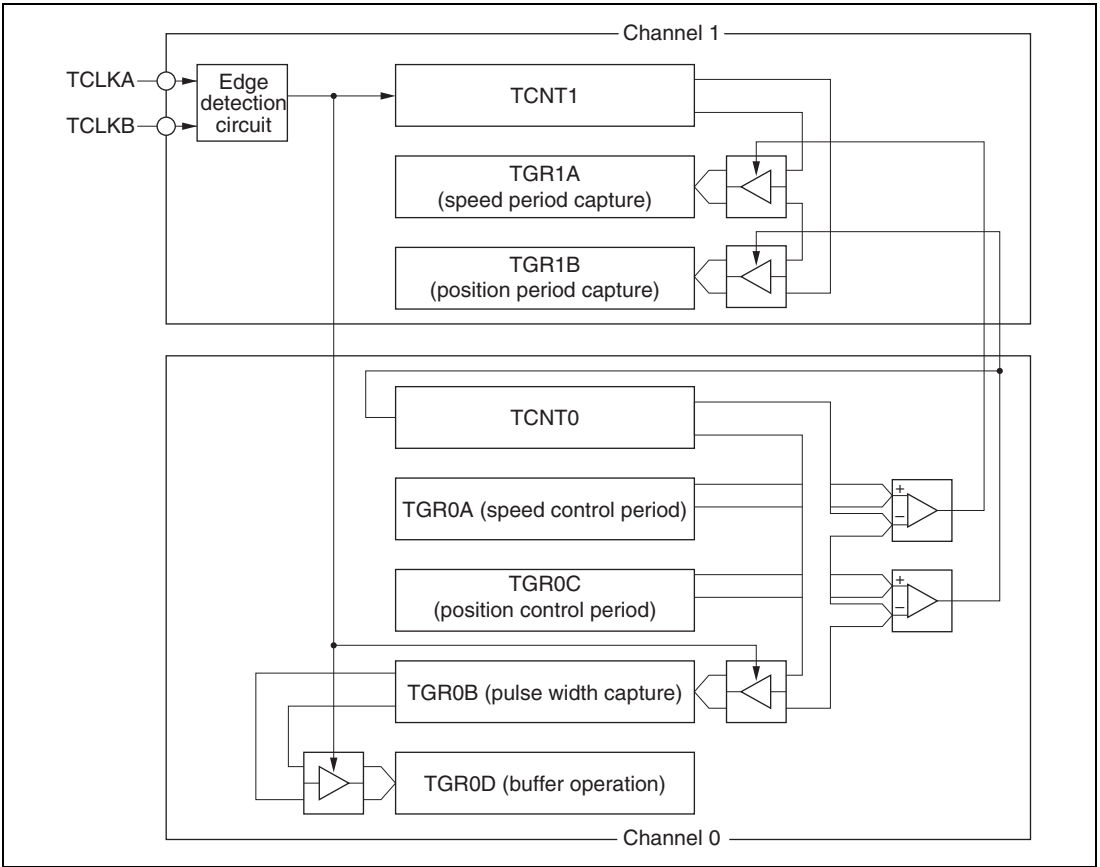 Channel 1
TCLKA
TCLKB
Edge
detection
circuit
TCNT1
TGR1A
(speed period capture)
TGR1B
(position period capture)
TCNT0
TGR0A (speed control period)
+
−
TGR0C
(position control period)
+
−
TGR0B (pulse width capture)
TGR0D (buffer operation)
Channel 0